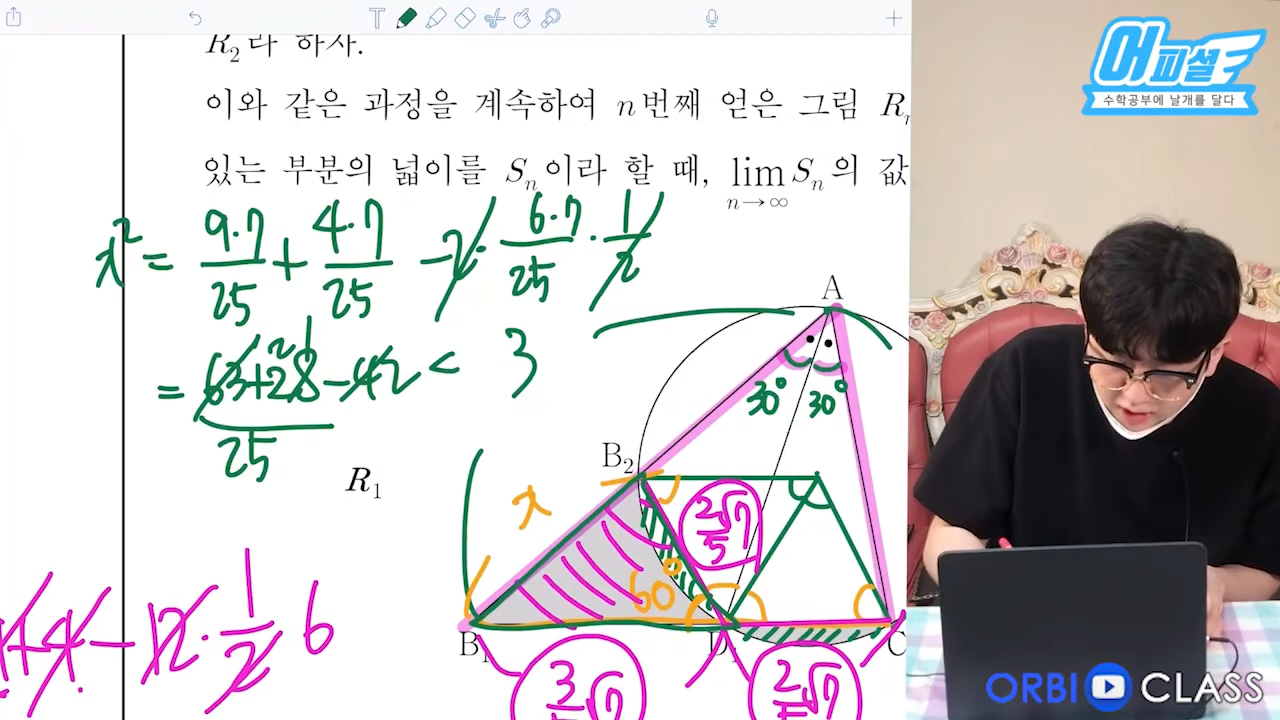 R₂라 하자.
이와 같은 과정을 계속하여 n번째 얻은 그림 Rₙ
있는 부분의 넓이를 Sₙ이라 할 때, lim Sₙ의 값
n→∞
x² = 9·7/25 + 4·7/25 - 2· 6·7/25 · 1/2
= 63+28-42/25 < 3
21
R₁
A
30° 30°
B₂
x
2√7/5
60°
B₁ D₁ C
3√7
2√7
-12· 1/2 6
어피셜
수학공부에 날개를 달다
ORBI CLASS